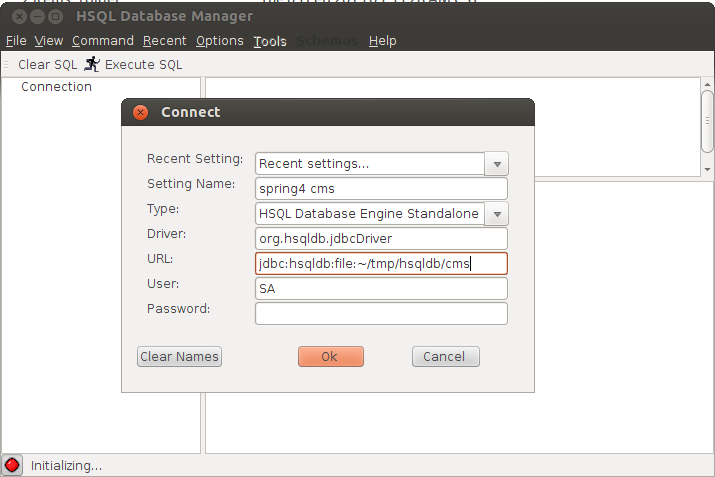 HSQL Database Manager
File View Command Recent Options Tools Schemas Help
Clear SQL Execute SQL
Connection
Connect
Recent Setting: Recent settings...
Setting Name: spring4 cms
Type: HSQL Database Engine Standalone
Driver: org.hsqldb.jdbcDriver
URL: jdbc:hsqldb:file:~/tmp/hsqldb/cms
User: SA
Password:
Clear Names Ok Cancel
Initializing...